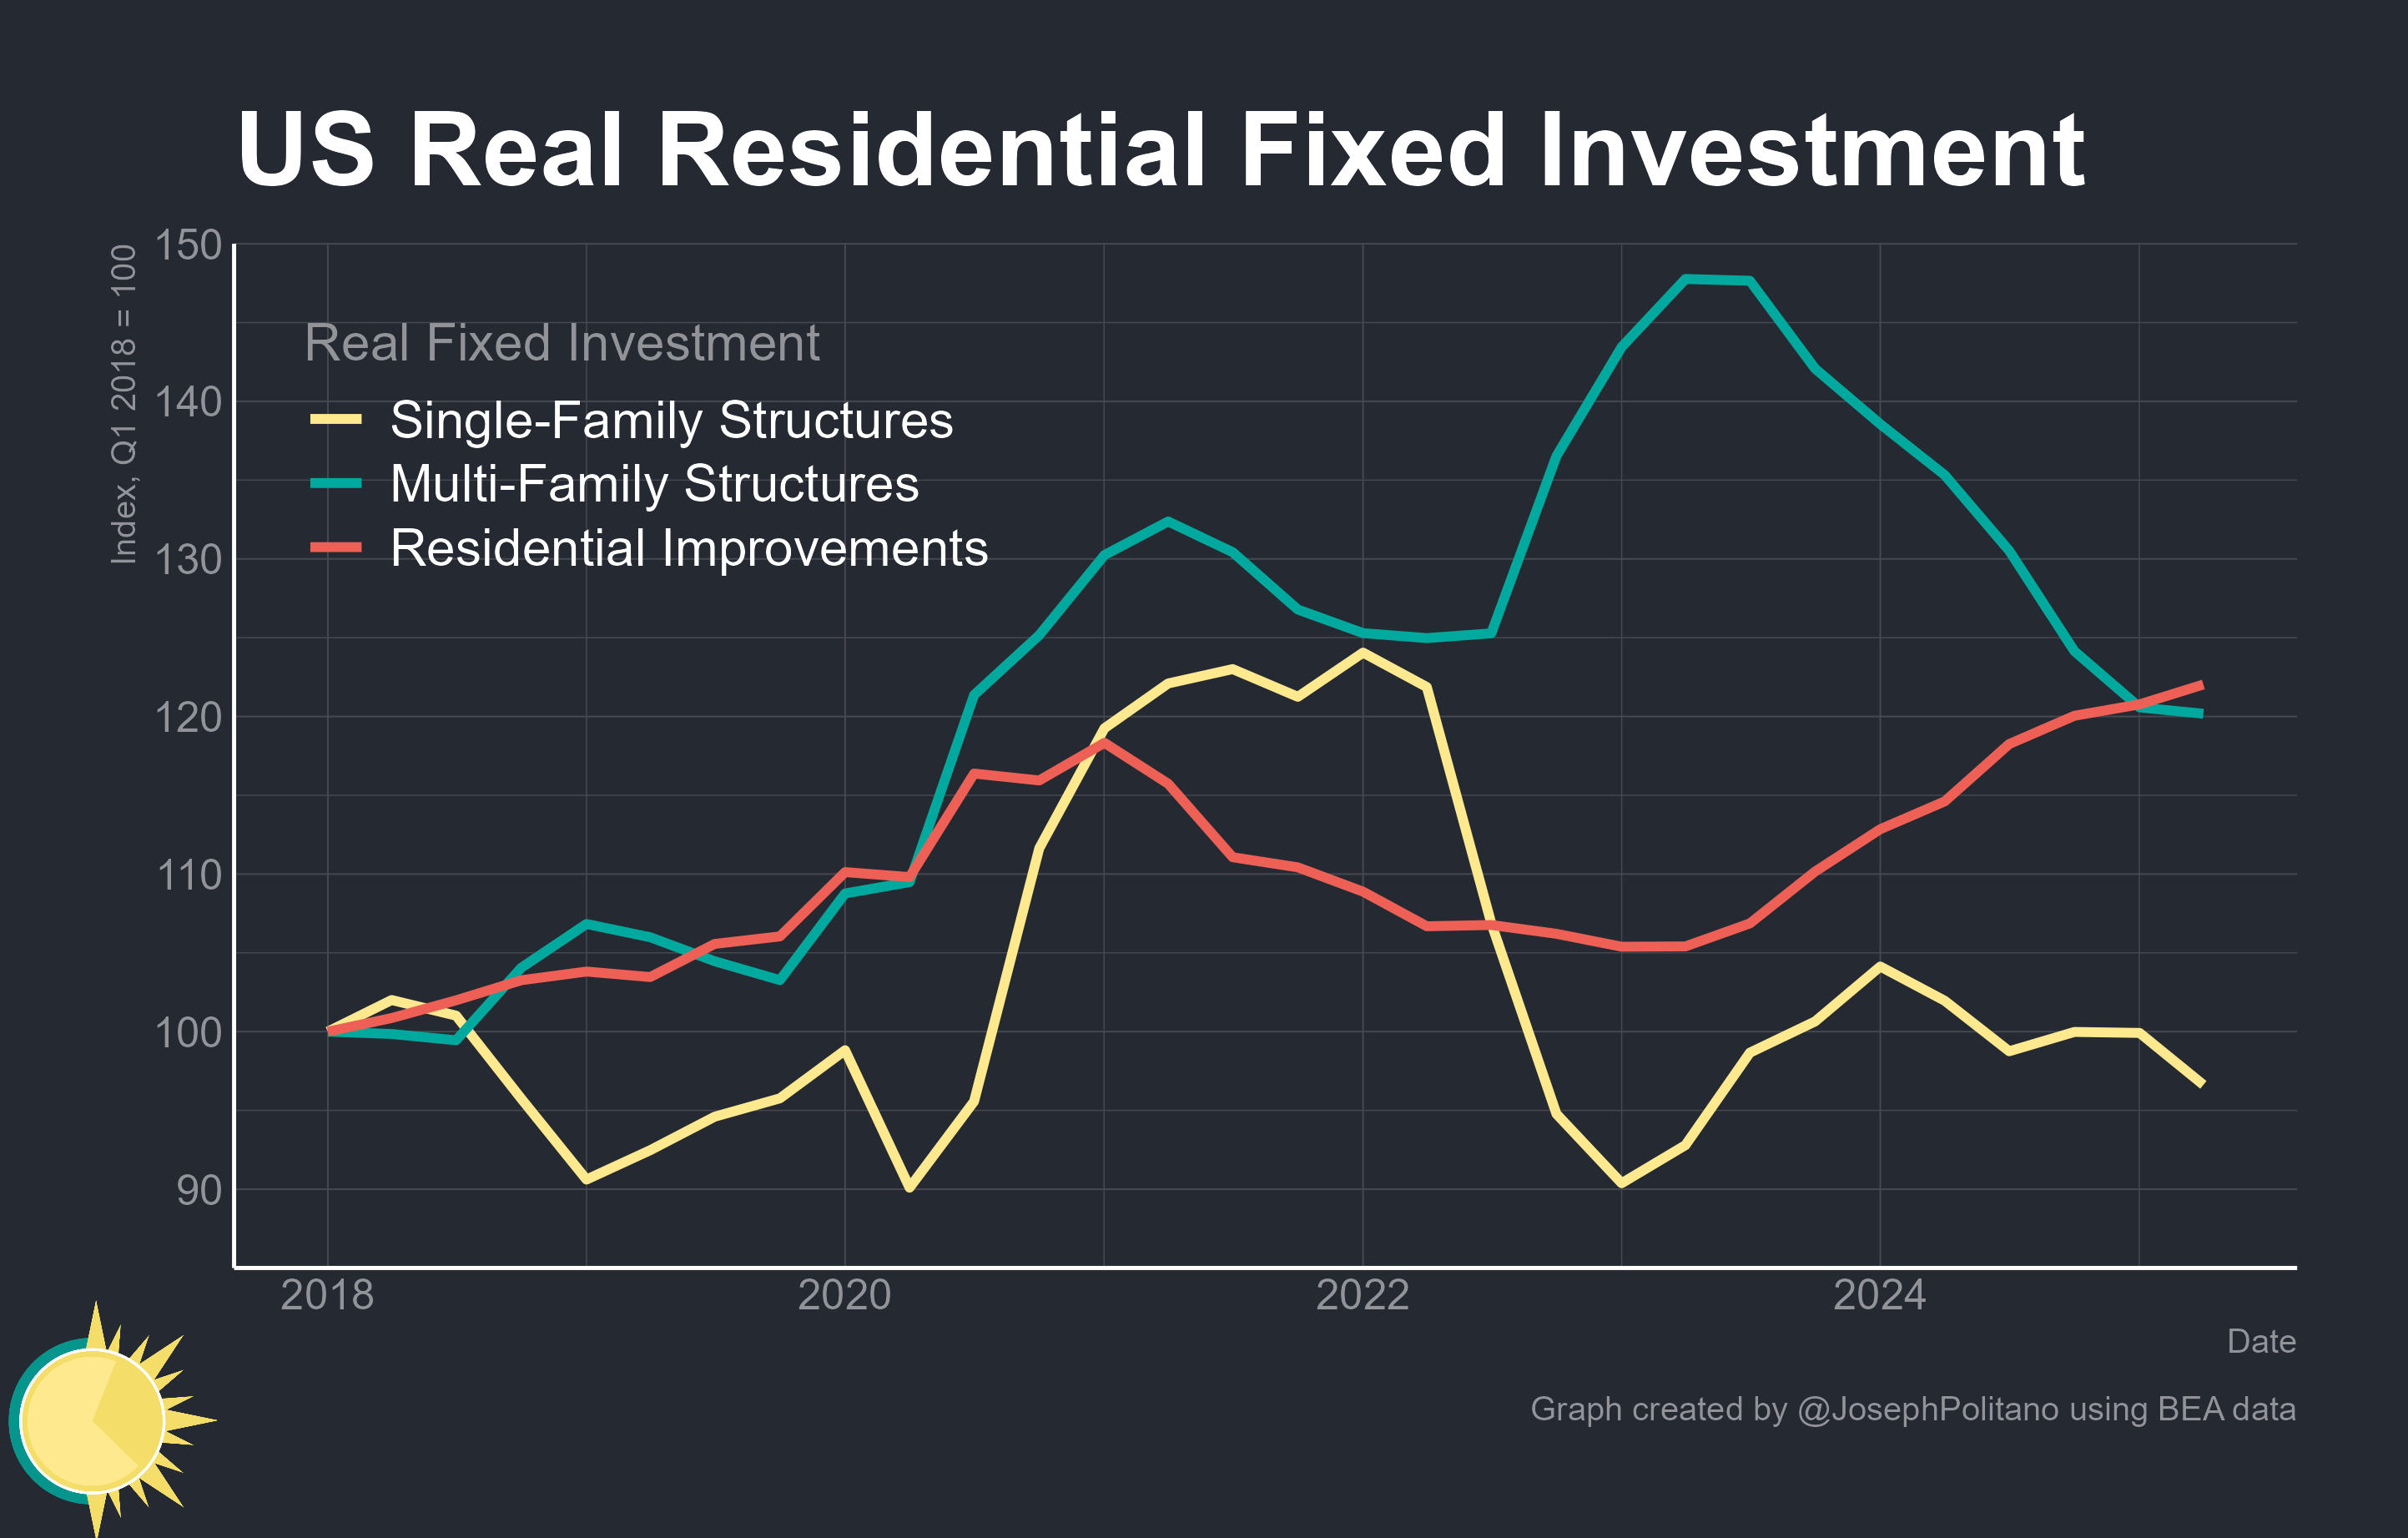 US Real Residential Fixed Investment
Index, Q1 2018 = 100
150
140
130
120
110
100
90
Real Fixed Investment
Single-Family Structures
Multi-Family Structures
Residential Improvements
2018 2020 2022 2024
Date
Graph created by @JosephPolitano using BEA data